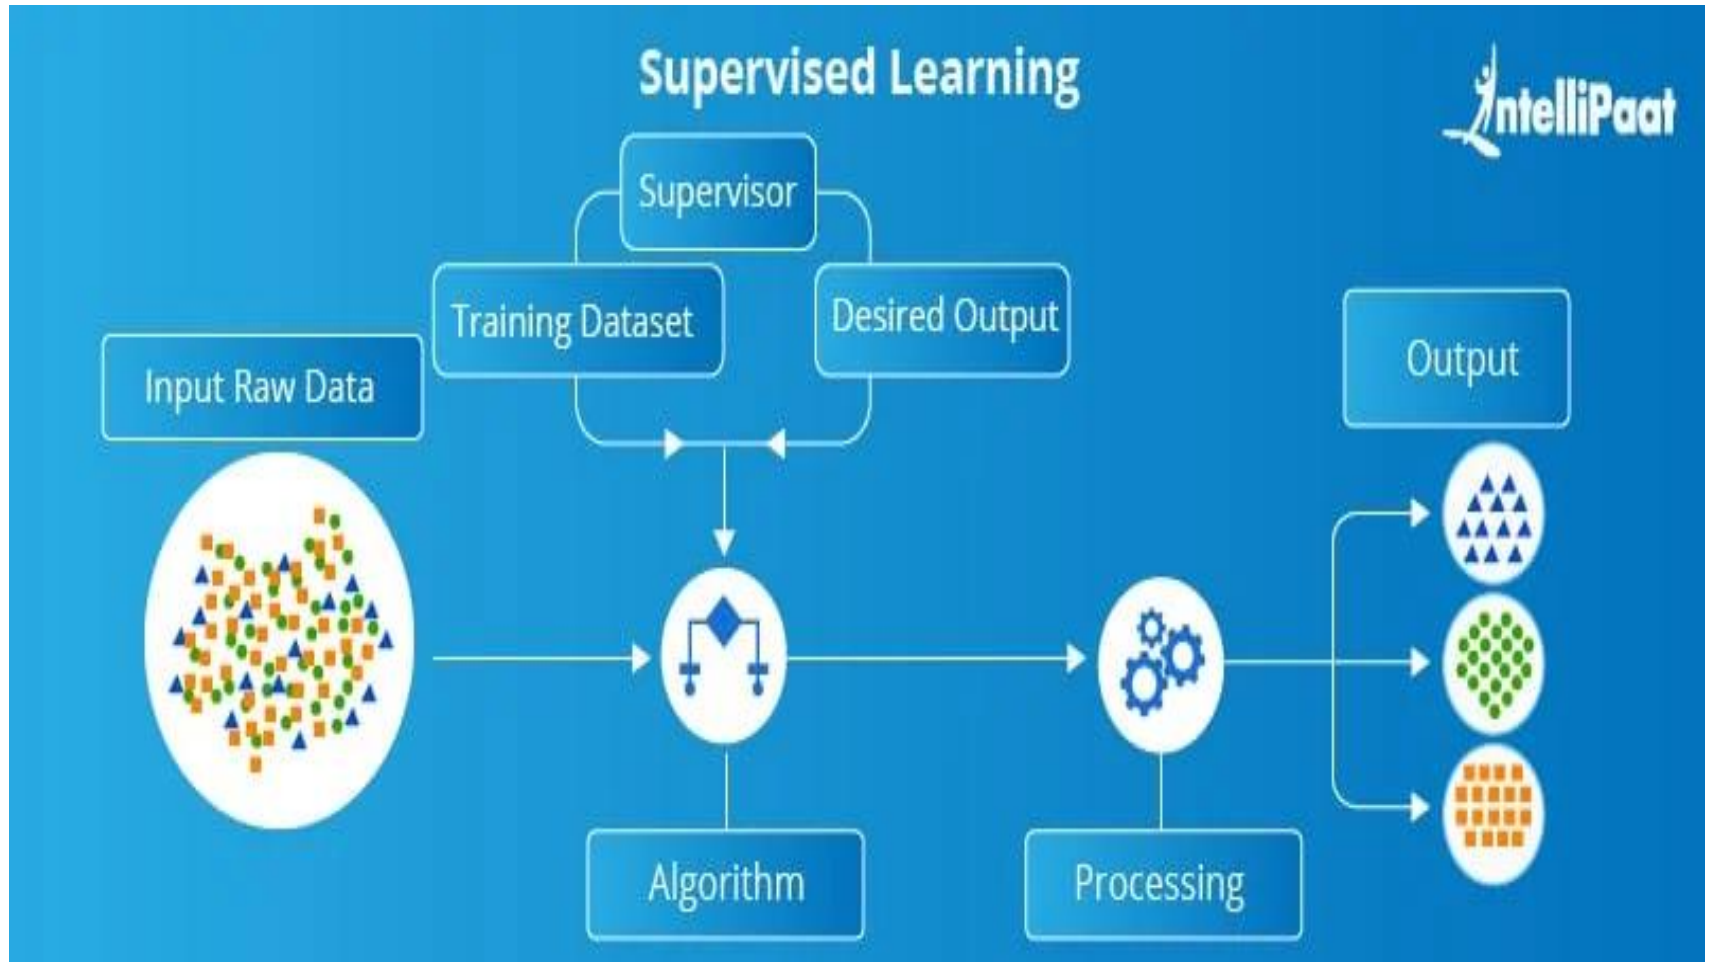 Supervised Learning
IntelliPaat
Supervisor
Training Dataset
Desired Output
Input Raw Data
Output
Algorithm
Processing